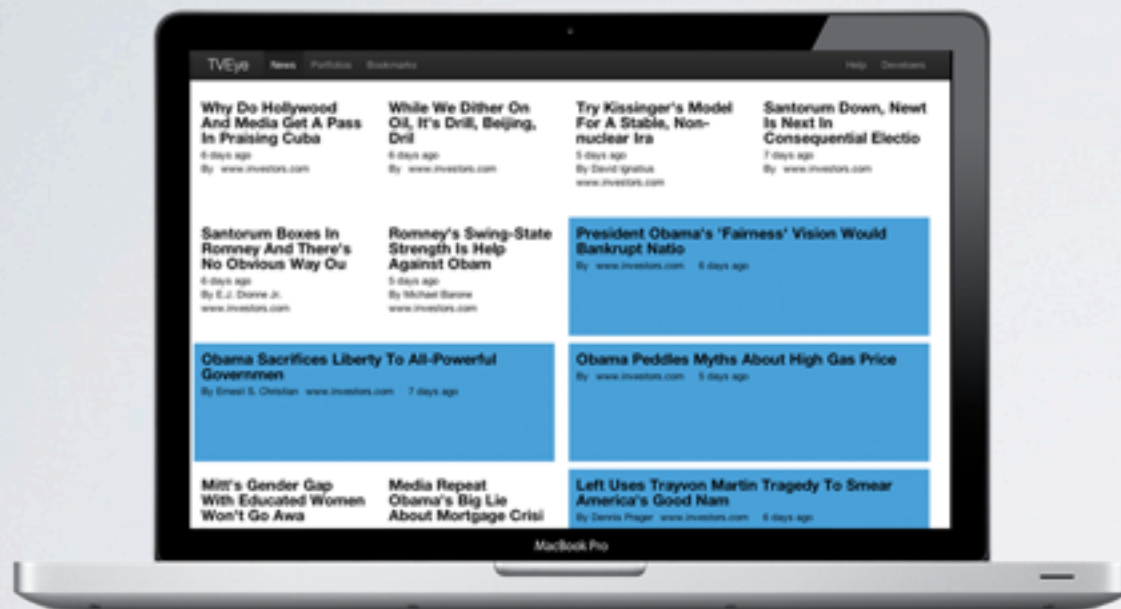 TVEye News Portfolios Bookmarks Help Developers
Why Do Hollywood
And Media Get A Pass
In Praising Cuba
6 days ago
By www.investors.com
While We Dither On
Oil, It's Drill, Beijing,
Dril
6 days ago
By www.investors.com
Try Kissinger's Model
For A Stable, Non-
nuclear Ira
5 days ago
By David Ignatius
www.investors.com
Santorum Down, Newt
Is Next In
Consequential Electio
7 days ago
By www.investors.com
Santorum Boxes In
Romney And There's
No Obvious Way Ou
6 days ago
By E.J. Dionne Jr.
www.investors.com
Romney's Swing-State
Strength Is Help
Against Obam
5 days ago
By Michael Barone
www.investors.com
President Obama's 'Fairness' Vision Would
Bankrupt Natio
By www.investors.com 6 days ago
Obama Sacrifices Liberty To All-Powerful
Governmen
By Ernest S. Christian www.investors.com 7 days ago
Obama Peddles Myths About High Gas Price
By www.investors.com 5 days ago
Mitt's Gender Gap
With Educated Women
Won't Go Awa
Media Repeat
Obama's Big Lie
About Mortgage Crisi
Left Uses Trayvon Martin Tragedy To Smear
America's Good Nam
By Dennis Prager www.investors.com 6 days ago
MacBook Pro